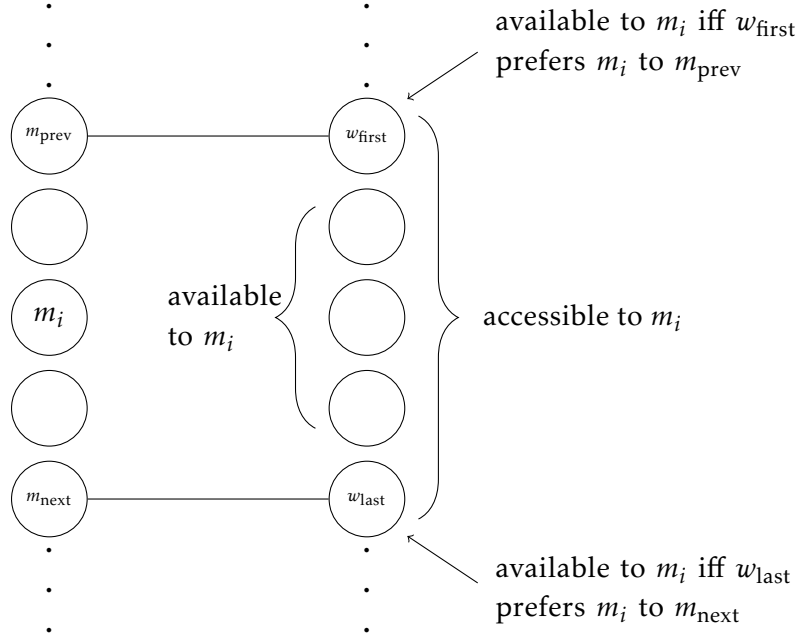 available to m_i iff w_first
prefers m_i to m_prev
m_prev
w_first
available
to m_i
m_i
accessible to m_i
m_next
w_last
available to m_i iff w_last
prefers m_i to m_next